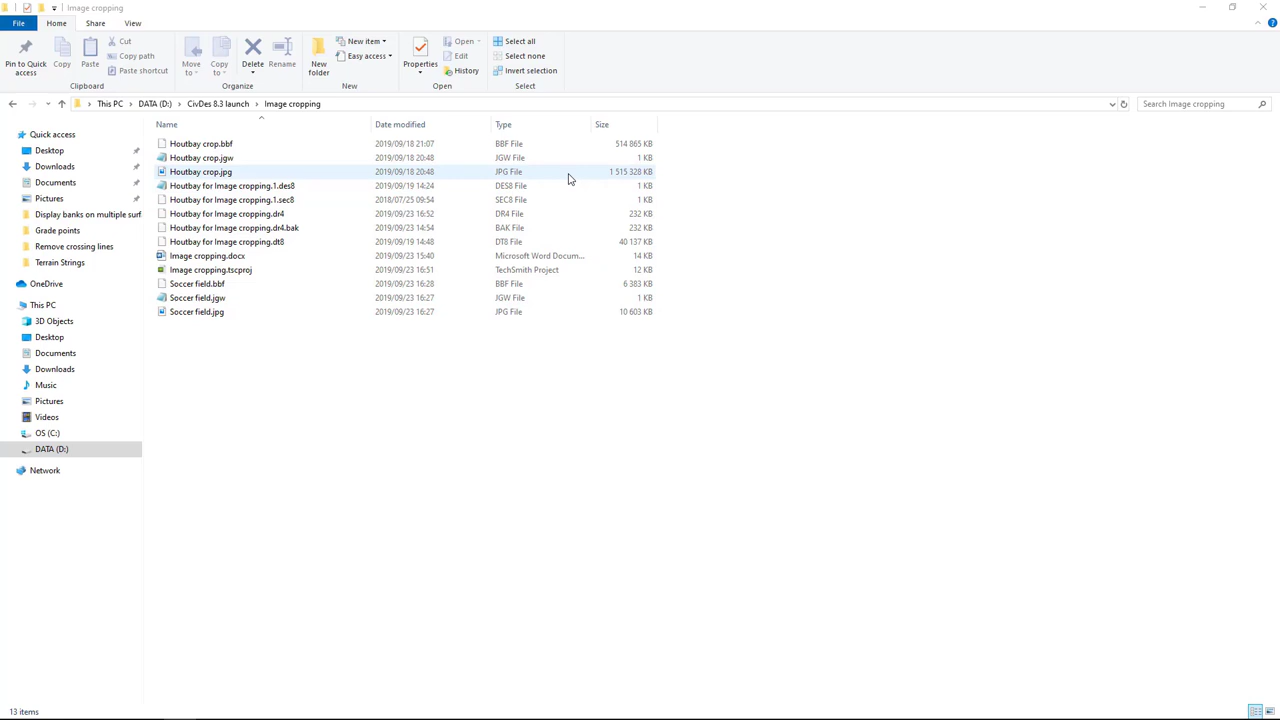 Image cropping
File Home Share View
Pin to Quick access
Copy
Paste
Cut
Copy path
Paste shortcut
Clipboard
Move to
Copy to
Delete
Rename
Organize
New folder
New item
Easy access
New
Properties
Open
Edit
History
Open
Select all
Select none
Invert selection
Select
This PC DATA (D:) CivDes 8.3 launch Image cropping
Search Image cropping
Quick access
Desktop
Downloads
Documents
Pictures
Display banks on multiple surf
Grade points
Remove crossing lines
Terrain Strings
OneDrive
This PC
3D Objects
Desktop
Documents
Downloads
Music
Pictures
Videos
OS (C:)
DATA (D:)
Network
Name Date modified Type Size
Houtbay crop.bbf 2019/09/18 21:07 BBF File 514 865 KB
Houtbay crop.jgw 2019/09/18 20:48 JGW File 1 KB
Houtbay crop.jpg 2019/09/18 20:48 JPG File 1 515 328 KB
Houtbay for Image cropping.1.des8 2019/09/19 14:24 DES8 File 1 KB
Houtbay for Image cropping.1.sec8 2018/07/25 09:54 SEC8 File 1 KB
Houtbay for Image cropping.dr4 2019/09/23 16:52 DR4 File 232 KB
Houtbay for Image cropping.dr4.bak 2019/09/23 14:54 BAK File 232 KB
Houtbay for Image cropping.dt8 2019/09/19 14:48 DT8 File 40 137 KB
Image cropping.docx 2019/09/23 15:40 Microsoft Word Docum... 14 KB
Image cropping.tscproj 2019/09/23 16:51 TechSmith Project 12 KB
Soccer field.bbf 2019/09/23 16:28 BBF File 6 383 KB
Soccer field.jgw 2019/09/23 16:27 JGW File 1 KB
Soccer field.jpg 2019/09/23 16:27 JPG File 10 603 KB
13 items